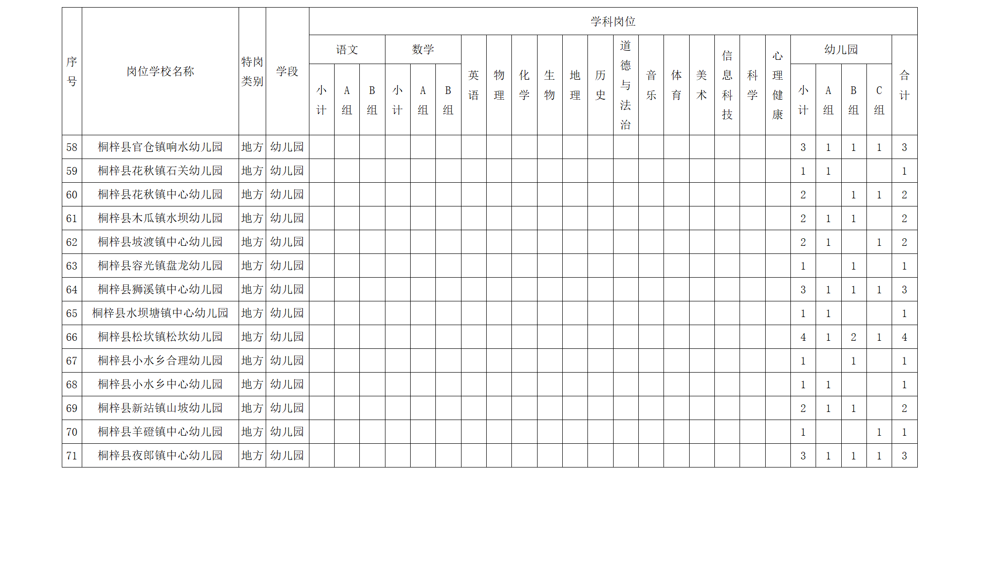 序号 岗位学校名称 特岗类别 学段 学科岗位
语文 数学 英语 物理 化学 生物 地理 历史 道德与法治 音乐 体育 美术 信息科技 科学 心理健康 幼儿园 合计
小计 A组 B组 小计 A组 B组 小计 A组 B组 C组
58 桐梓县官仓镇响水幼儿园 地方 幼儿园 3 1 1 1 3
59 桐梓县花秋镇石关幼儿园 地方 幼儿园 1 1 1
60 桐梓县花秋镇中心幼儿园 地方 幼儿园 2 1 1 2
61 桐梓县木瓜镇水坝幼儿园 地方 幼儿园 2 1 1 2
62 桐梓县坡渡镇中心幼儿园 地方 幼儿园 2 1 1 2
63 桐梓县容光镇盘龙幼儿园 地方 幼儿园 1 1 1
64 桐梓县狮溪镇中心幼儿园 地方 幼儿园 3 1 1 1 3
65 桐梓县水坝塘镇中心幼儿园 地方 幼儿园 1 1 1
66 桐梓县松坎镇松坎幼儿园 地方 幼儿园 4 1 2 1 4
67 桐梓县小水乡合理幼儿园 地方 幼儿园 1 1 1
68 桐梓县小水乡中心幼儿园 地方 幼儿园 1 1 1
69 桐梓县新站镇山坡幼儿园 地方 幼儿园 2 1 1 2
70 桐梓县羊磴镇中心幼儿园 地方 幼儿园 1 1 1
71 桐梓县夜郎镇中心幼儿园 地方 幼儿园 3 1 1 1 3